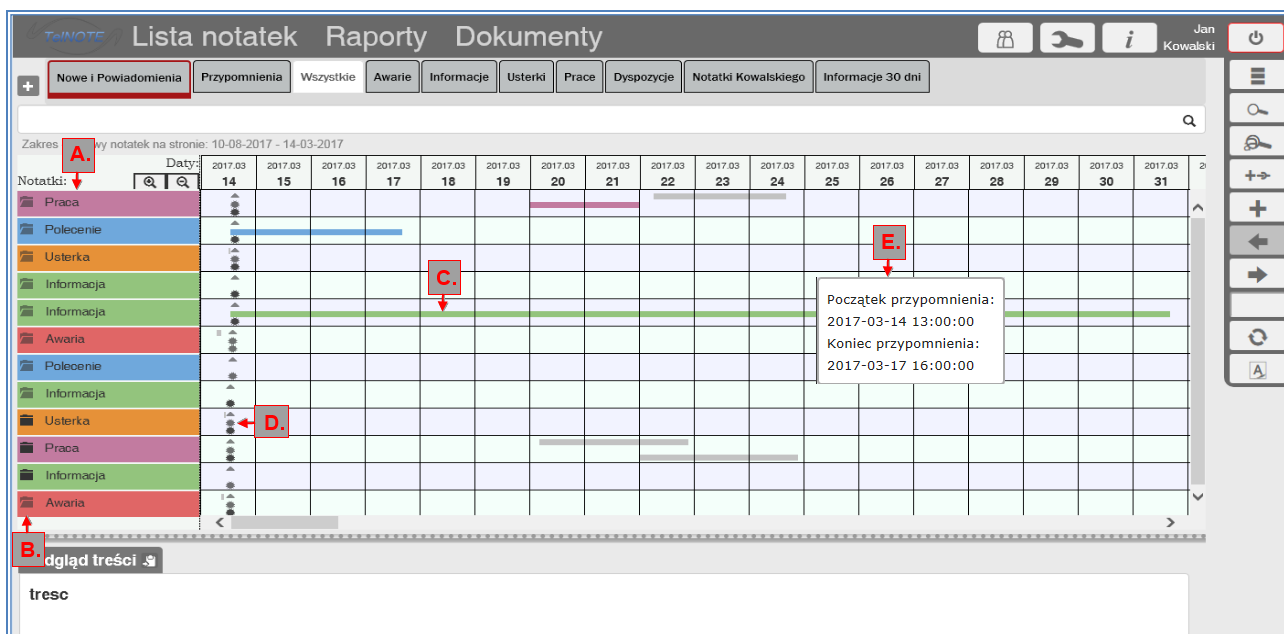 TalNOTE Lista notatek Raporty Dokumenty i Jan Kowalski
Nowe i Powiadomienia Przypomnienia Wszystkie Awarie Informacje Usterki Prace Dyspozycje Notatki Kowalskiego Informacje 30 dni
Zakres wy notatek na stronie: 10-08-2017 - 14-03-2017
A.
Daty: 2017.03 2017.03 2017.03 2017.03 2017.03 2017.03 2017.03 2017.03 2017.03 2017.03 2017.03 2017.03 2017.03 2017.03 2017.03 2017.03 2017.03 2017.03
Notatki: 14 15 16 17 18 19 20 21 22 23 24 25 26 27 28 29 30 31
Praca
Polecenie
E.
Usterka
C.
Informacja
Informacja
Początek przypomnienia:
2017-03-14 13:00:00
Koniec przypomnienia:
2017-03-17 16:00:00
Awaria
Polecenie
Informacja
Usterka
D.
Praca
Informacja
Awaria
B.
dgląd treści
tresc